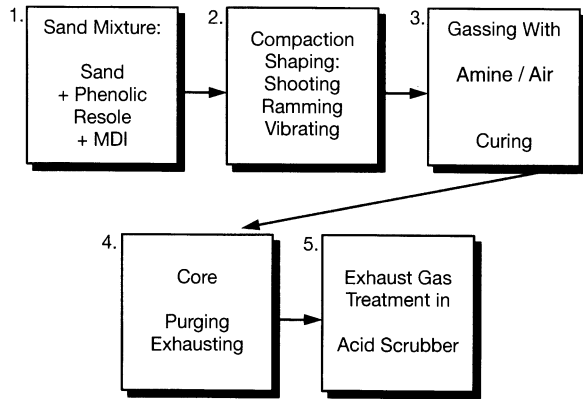 1.
Sand Mixture:
Sand
+ Phenolic
Resole
+ MDI
2.
Compaction
Shaping:
Shooting
Ramming
Vibrating
3.
Gassing With
Amine / Air
Curing
4.
Core
Purging
Exhausting
5.
Exhaust Gas
Treatment in
Acid Scrubber